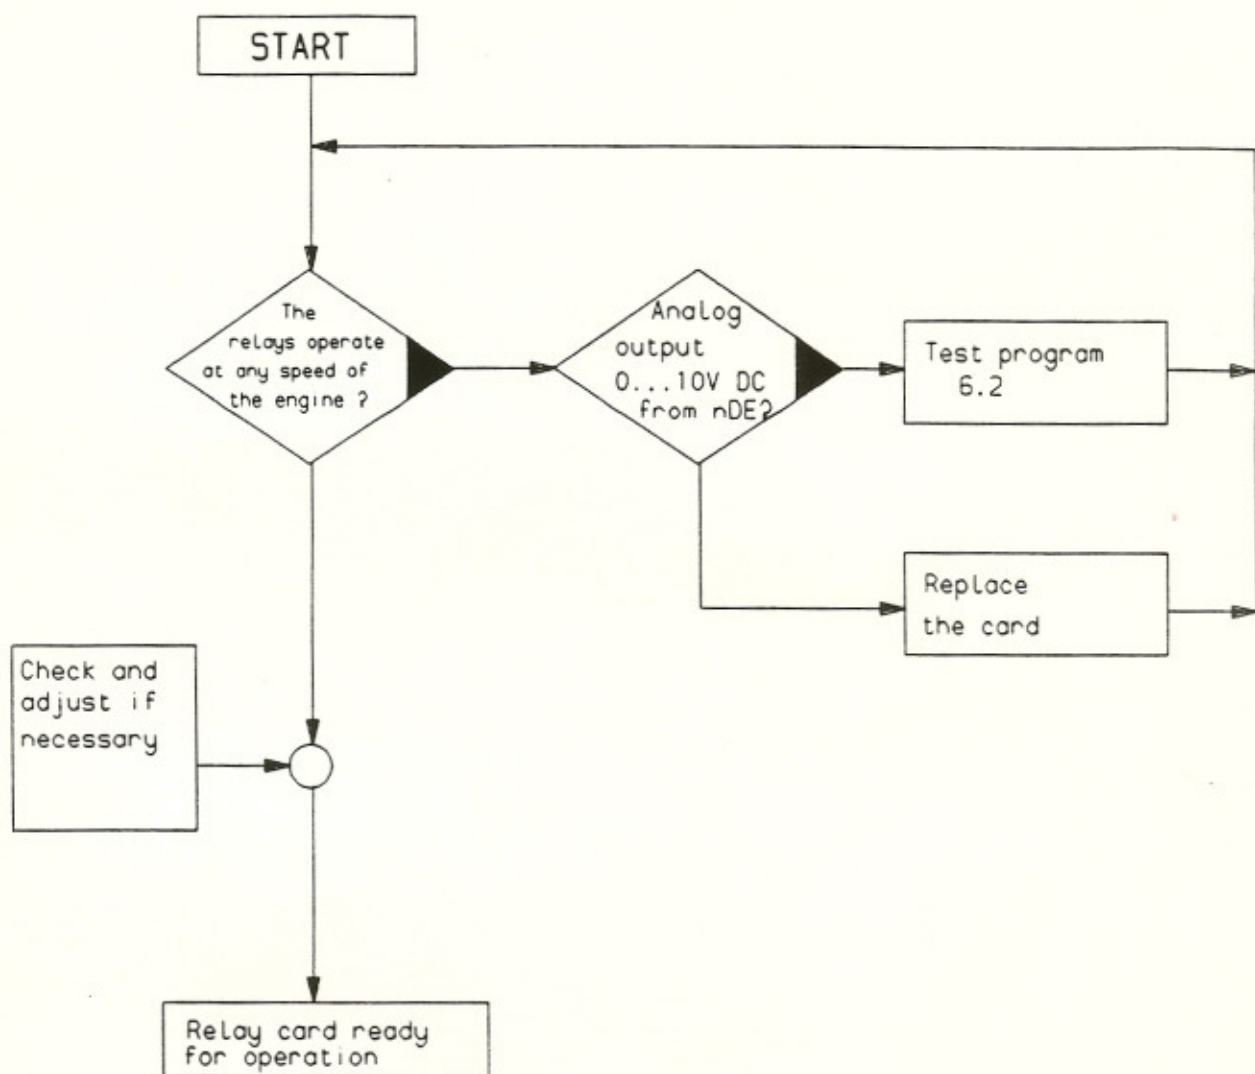 START
The
relays operate
at any speed of
the engine ?
Analog
output
0...10V DC
from nDE?
Test program
6.2
Replace
the card
Check and
adjust if
necessary
Relay card ready
for operation